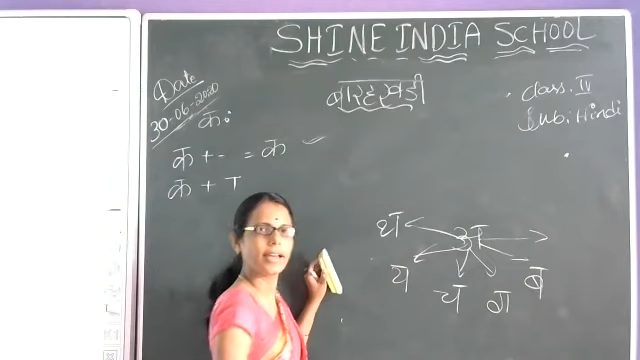 SHINE INDIA SCHOOL
Date
30-06-2020
बारहखडी
class. IV
Sub: Hindi
कः
क + - = क
क + ा
थ
य
य
ग
ब